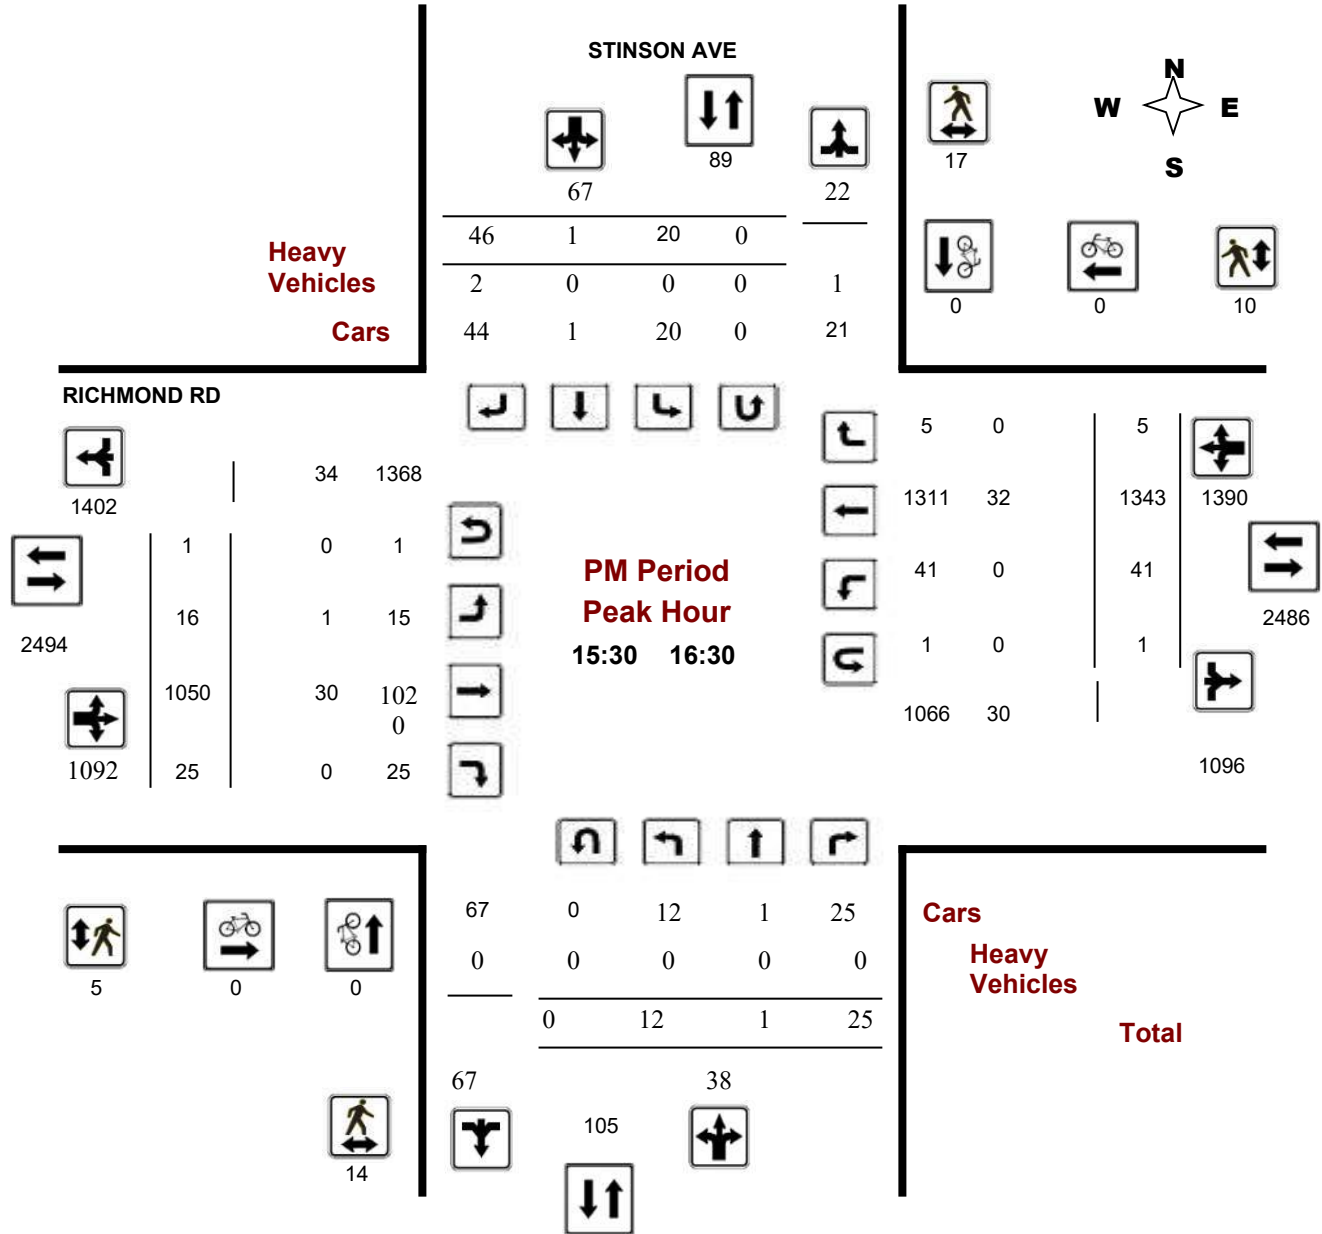 STINSON AVE
N
W E
S
89
17
67
22
46 1 20 0
Heavy
Vehicles
2 0 0 0 1
Cars
44 1 20 0 21
0 0 10
RICHMOND RD
5 0 5
34 1368
1402
1311 32 1343 1390
1 0 1
PM Period
Peak Hour
15:30 16:30
41 0 41
16 1 15
2494
2486
1 0 1
1050 30 102
0
1066 30
1092 25 0 25
1096
67 0 12 1 25
Cars
0 0 0 0 0
Heavy
Vehicles
5 0 0
0 12 1 25
Total
67 38
105
14